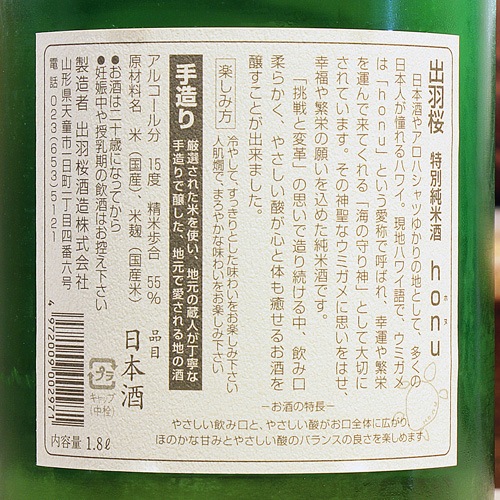 出羽桜 特別純米酒 honu
ホヌ
日本酒やアロハシャツゆかりの地として、多くの
日本人が憧れるハワイ。現地ハワイ語で、ウミガメ
は「honu」という愛称で呼ばれ、幸運や繁栄
を運んで来てくれる「海の守り神」として大切に
されています。その神聖なウミガメに思いをはせ、
幸福や繁栄の願いを込めた純米酒です。
「挑戦と変革」の思いで造り続ける中、飲み口
柔らかく、やさしい酸が心と体も癒せるお酒を
醸すことが出来ました。
楽しみ方
冷やして、すっきりとした味わいをお楽しみ下さい
人肌燗で、まろやかな味わいをお楽しみ下さい
手造り
厳選された米を使い、地元の蔵人が丁寧な
手造りで醸した、地元で愛される地の酒
アルコール分 15度 精米歩合 55%
原材料名 米(国産)、米麹(国産米)
品目
日本酒
●お酒は二十歳になってから
●妊娠中や授乳期の飲酒はお控え下さい
製造者 出羽桜酒造株式会社
山形県天童市一日町一丁目四番六号
電話 023(653)5121
4972009002971
プラ
キャップ
(中栓)
内容量 1.8ℓ
−お酒の特長−
やさしい飲み口と、やさしい酸がお口全体に広がり、
ほのかな甘みとやさしい酸のバランスの良さを楽しめます